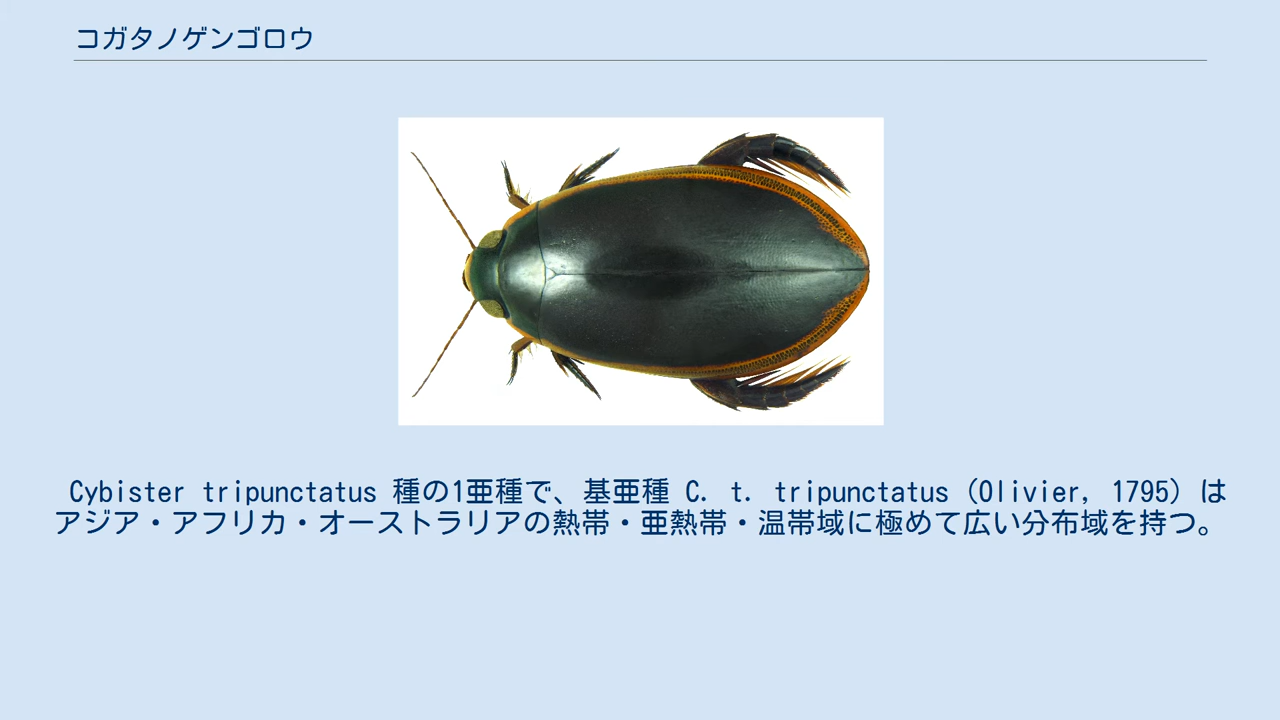 コガタノゲンゴロウ
Cybister tripunctatus 種の1亜種で、基亜種 C. t. tripunctatus (Olivier, 1795) は
アジア・アフリカ・オーストラリアの熱帯・亜熱帯・温帯域に極めて広い分布域を持つ。